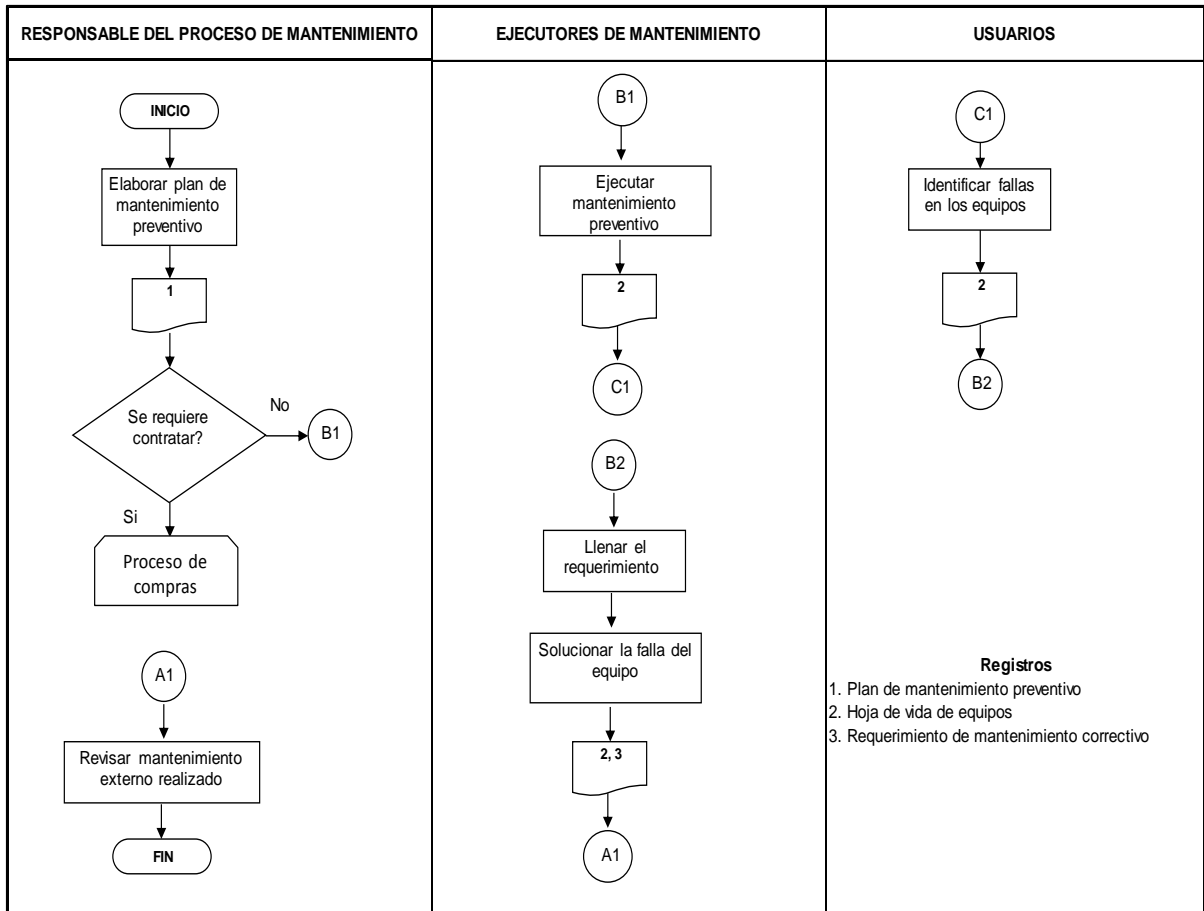 RESPONSABLE DEL PROCESO DE MANTENIMIENTO
EJECUTORES DE MANTENIMIENTO
USUARIOS
INICIO
Elaborar plan de
mantenimiento
preventivo
1
Se requiere
contratar?
No
B1
Si
Proceso de
compras
A1
Revisar mantenimiento
externo realizado
FIN
B1
Ejecutar
mantenimiento
preventivo
2
C1
B2
Llenar el
requerimiento
Solucionar la falla del
equipo
2, 3
A1
C1
Identificar fallas
en los equipos
2
B2
Registros
1. Plan de mantenimiento preventivo
2. Hoja de vida de equipos
3. Requerimiento de mantenimiento correctivo